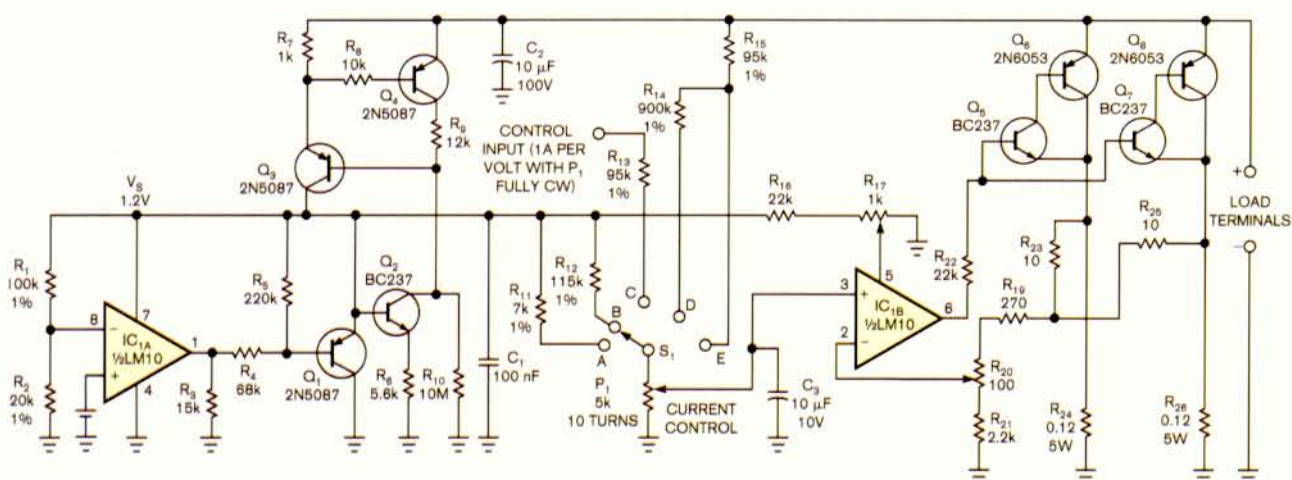 R7
1k
R8
10k
Q4
2N5087
R9
12k
Q3
2N5087
VS
1.2V
C2
10 µF
100V
CONTROL
INPUT (1A PER
VOLT WITH P1
FULLY CW)
R13
95k
1%
R14
900k
1%
R15
95k
1%
Q6
2N6053
Q8
2N6053
Q5
BC237
Q7
BC237
+
LOAD
TERMINALS
–
R1
100k
1%
R2
20k
1%
8
–
+
7
4
1
IC1A
½LM10
R3
15k
R4
68k
R5
220k
Q1
2N5087
Q2
BC237
R6
5.6k
R10
10M
C1
100 nF
R11
7k
1%
R12
115k
1%
A
B
C
D
E
S1
P1
5k
10 TURNS
CURRENT
CONTROL
C3
10 µF
10V
R16
22k
R17
1k
5
3
+
2
–
6
IC1B
½LM10
R22
22k
R19
270
R23
10
R25
10
R20
100
R21
2.2k
R24
0.12
5W
R26
0.12
5W